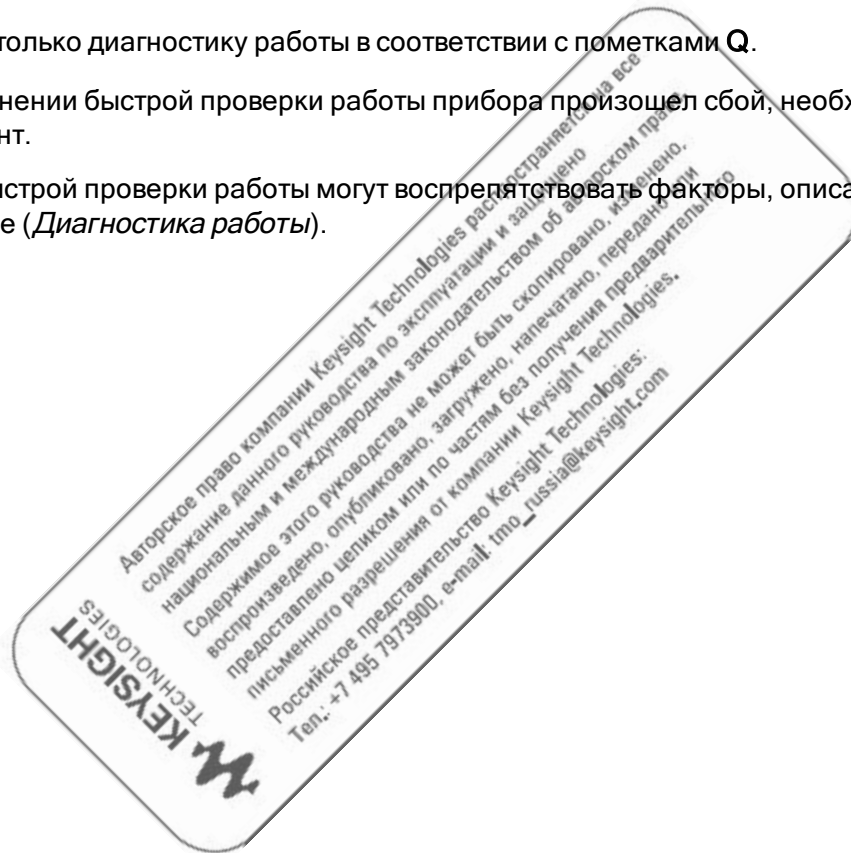 только диагностику работы в соответствии с пометками Q.
нении быстрой проверки работы прибора произошел сбой, необх
нт.
ыстрой проверки работы могут воспрепятствовать факторы, описа
е (Диагностика работы).
KEYSIGHT
TECHNOLOGIES
Авторское право компании Keysight Technologies распространяется на все
содержание данного руководства по эксплуатации и защищено
национальным и международным законодательством об авторском праве.
Содержимое этого руководства не может быть скопировано, изменено,
воспроизведено, опубликовано, загружено, напечатано, передано или
предоставлено целиком или по частям без получения предварительного
письменного разрешения от компании Keysight Technologies.
Российское представительство Keysight Technologies:
Тел.: +7 495 7973900, e-mail: tmo_russia@keysight.com